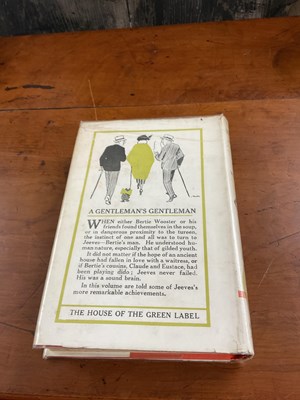 A GENTLEMAN'S GENTLEMAN
WHEN either Bertie Wooster or his
friends found themselves in the soup,
or in dangerous proximity to the tureen,
the instinct of one and all was to turn to
Jeeves—Bertie's man. He understood hu-
man nature, especially that of gilded youth.
It did not matter if the hope of an ancient
house had fallen in love with a waitress, or
if Bertie's cousins, Claude and Eustace, had
been playing dido; Jeeves never failed.
His was a sound brain.
In this volume are told some of Jeeves's
more remarkable achievements.
THE HOUSE OF THE GREEN LABEL